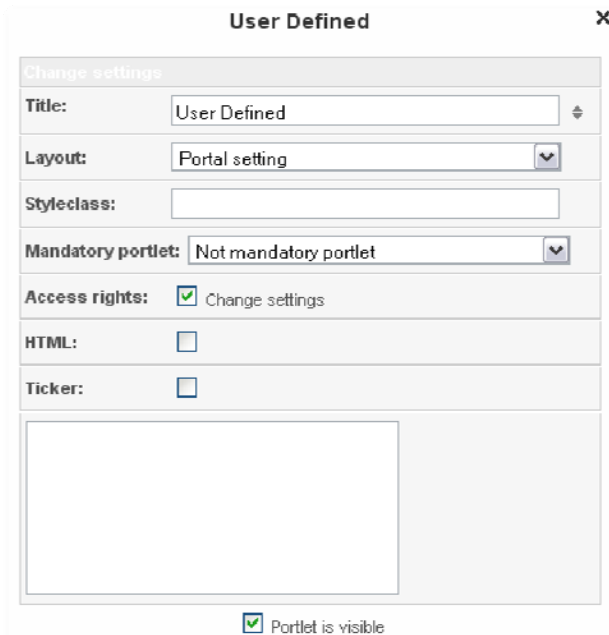 User Defined
Change settings
Title: User Defined
Layout: Portal setting
Styleclass:
Mandatory portlet: Not mandatory portlet
Access rights: Change settings
HTML:
Ticker:
Portlet is visible